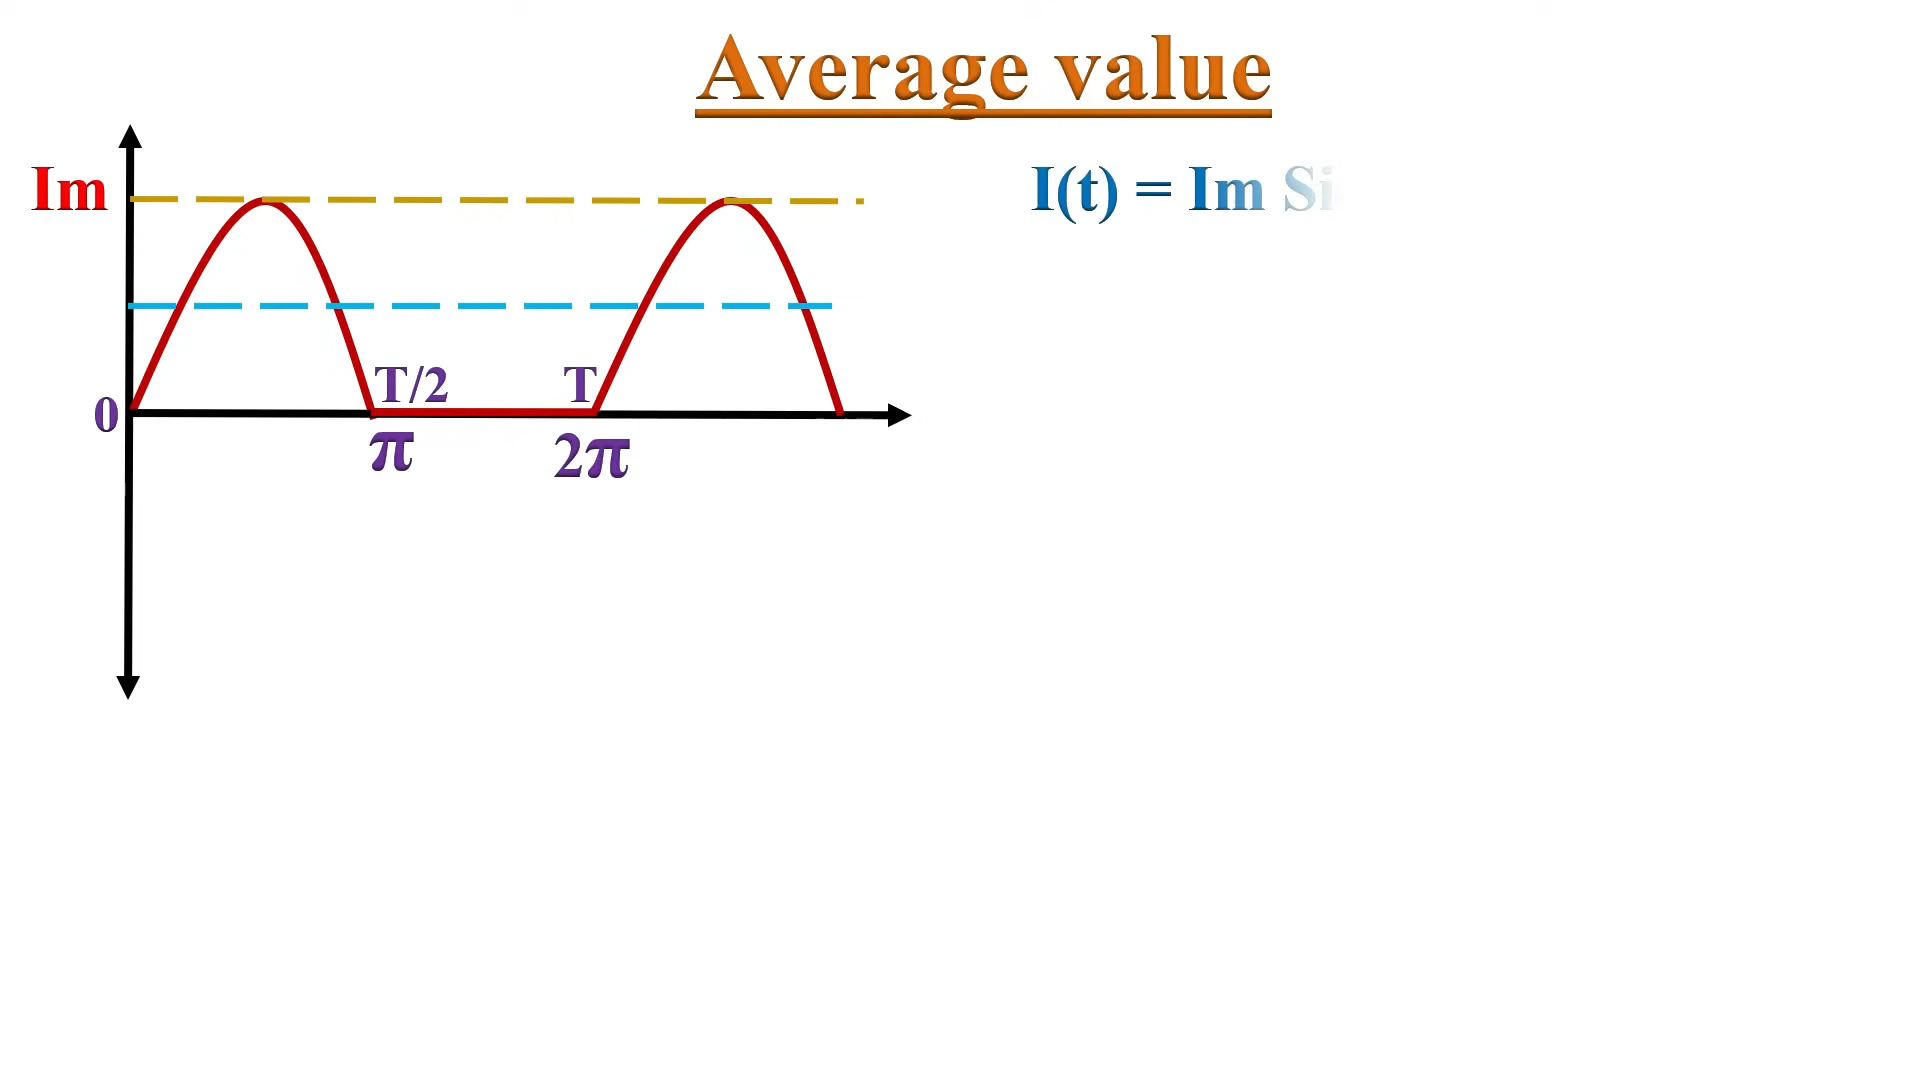 Average value
Im
I(t) = Im Si
T/2
T
0
π
2π